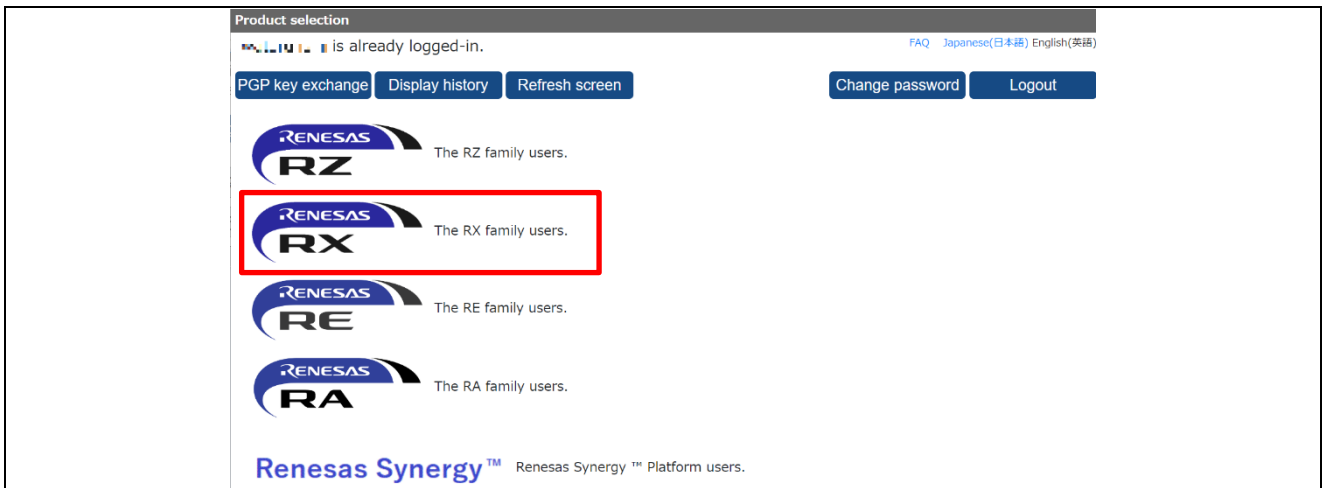 Product selection
is already logged-in.
FAQ Japanese(日本語) English(英語)
PGP key exchange Display history Refresh screen Change password Logout
RENESAS
RZ
The RZ family users.
RENESAS
RX
The RX family users.
RENESAS
RE
The RE family users.
RENESAS
RA
The RA family users.
Renesas Synergy™ Renesas Synergy ™ Platform users.